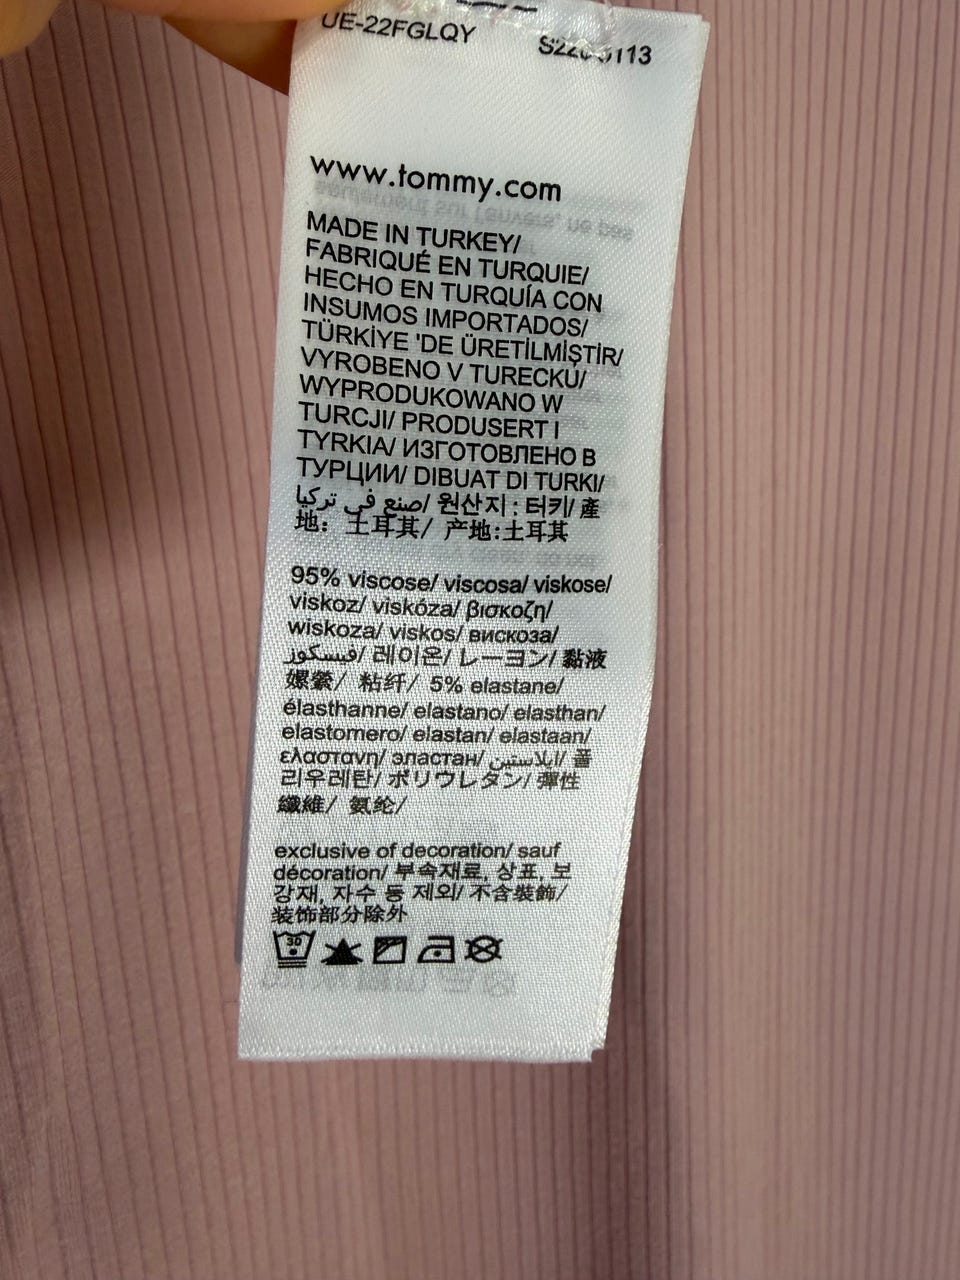 UE-22FGLQY
www.tommy.com
MADE IN TURKEY/
FABRIQUÉ EN TURQUIE/
HECHO EN TURQUÍA CON
INSUMOS IMPORTADOS/
TÜRKİYE 'DE ÜRETİLMİŞTİR/
VYROBENO V TURECKU/
WYPRODUKOWANO W
TURCJI/ PRODUSERT I
TYRKIA/ ИЗГОТОВЛЕНО В
ТУРЦИИ/ DIBUAT DI TURKI/
صنع في تركيا/ 원산지 : 터키/ 產
地: 土耳其/ 产地:土耳其
95% viscose/ viscosa/ viskose/
viskoz/ viskóza/ βισκοζη/
wiskoza/ viskos/ вискоза/
فيسكوز/ 레이온/ レーヨン/ 黏液
嫘縈/ 粘纤/ 5% elastane/
élasthanne/ elastano/ elasthan/
elastomero/ elastan/ elastaan/
ελαστανη/ эластан/ ايلاستين/ 폴
리우레탄/ ポリウレタン/ 彈性
纖維/ 氨纶/
exclusive of decoration/ sauf
décoration/ 부속재료, 상표, 보
강재, 자수 등 제외/ 不含裝飾/
装饰部分除外
30